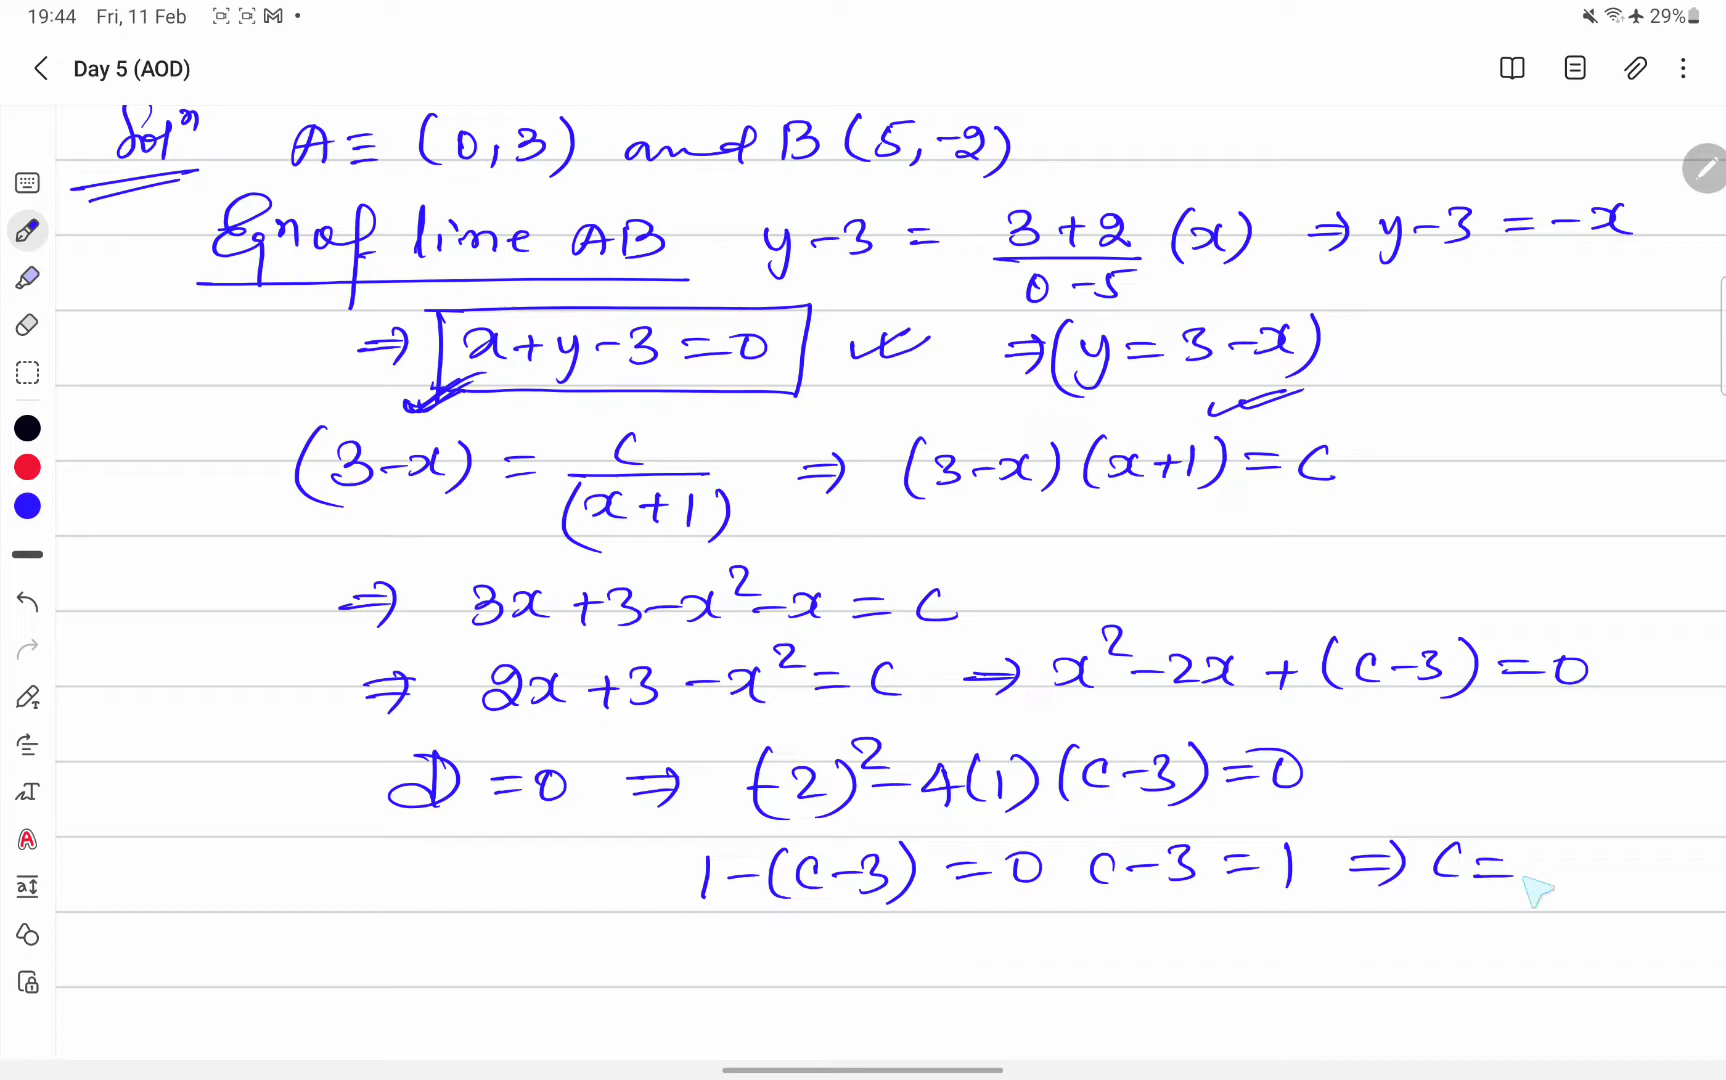 19:44 Fri, 11 Feb 29%
Day 5 (AOD)
Solⁿ A ≡ (0,3) and B (5,-2)
Eqⁿ of line AB y-3 = \frac{3+2}{0-5} (x) ⇒ y-3 = -x
⇒ x+y-3=0 ⇒ (y = 3-x)
(3-x) = \frac{c}{(x+1)} ⇒ (3-x)(x+1) = c
⇒ 3x+3-x²-x = c
⇒ 2x+3-x² = c → x²-2x+(c-3)=0
D = 0 ⇒ (-2)²-4(1)(c-3)=0
1-(c-3)=0 c-3=1 ⇒ c=